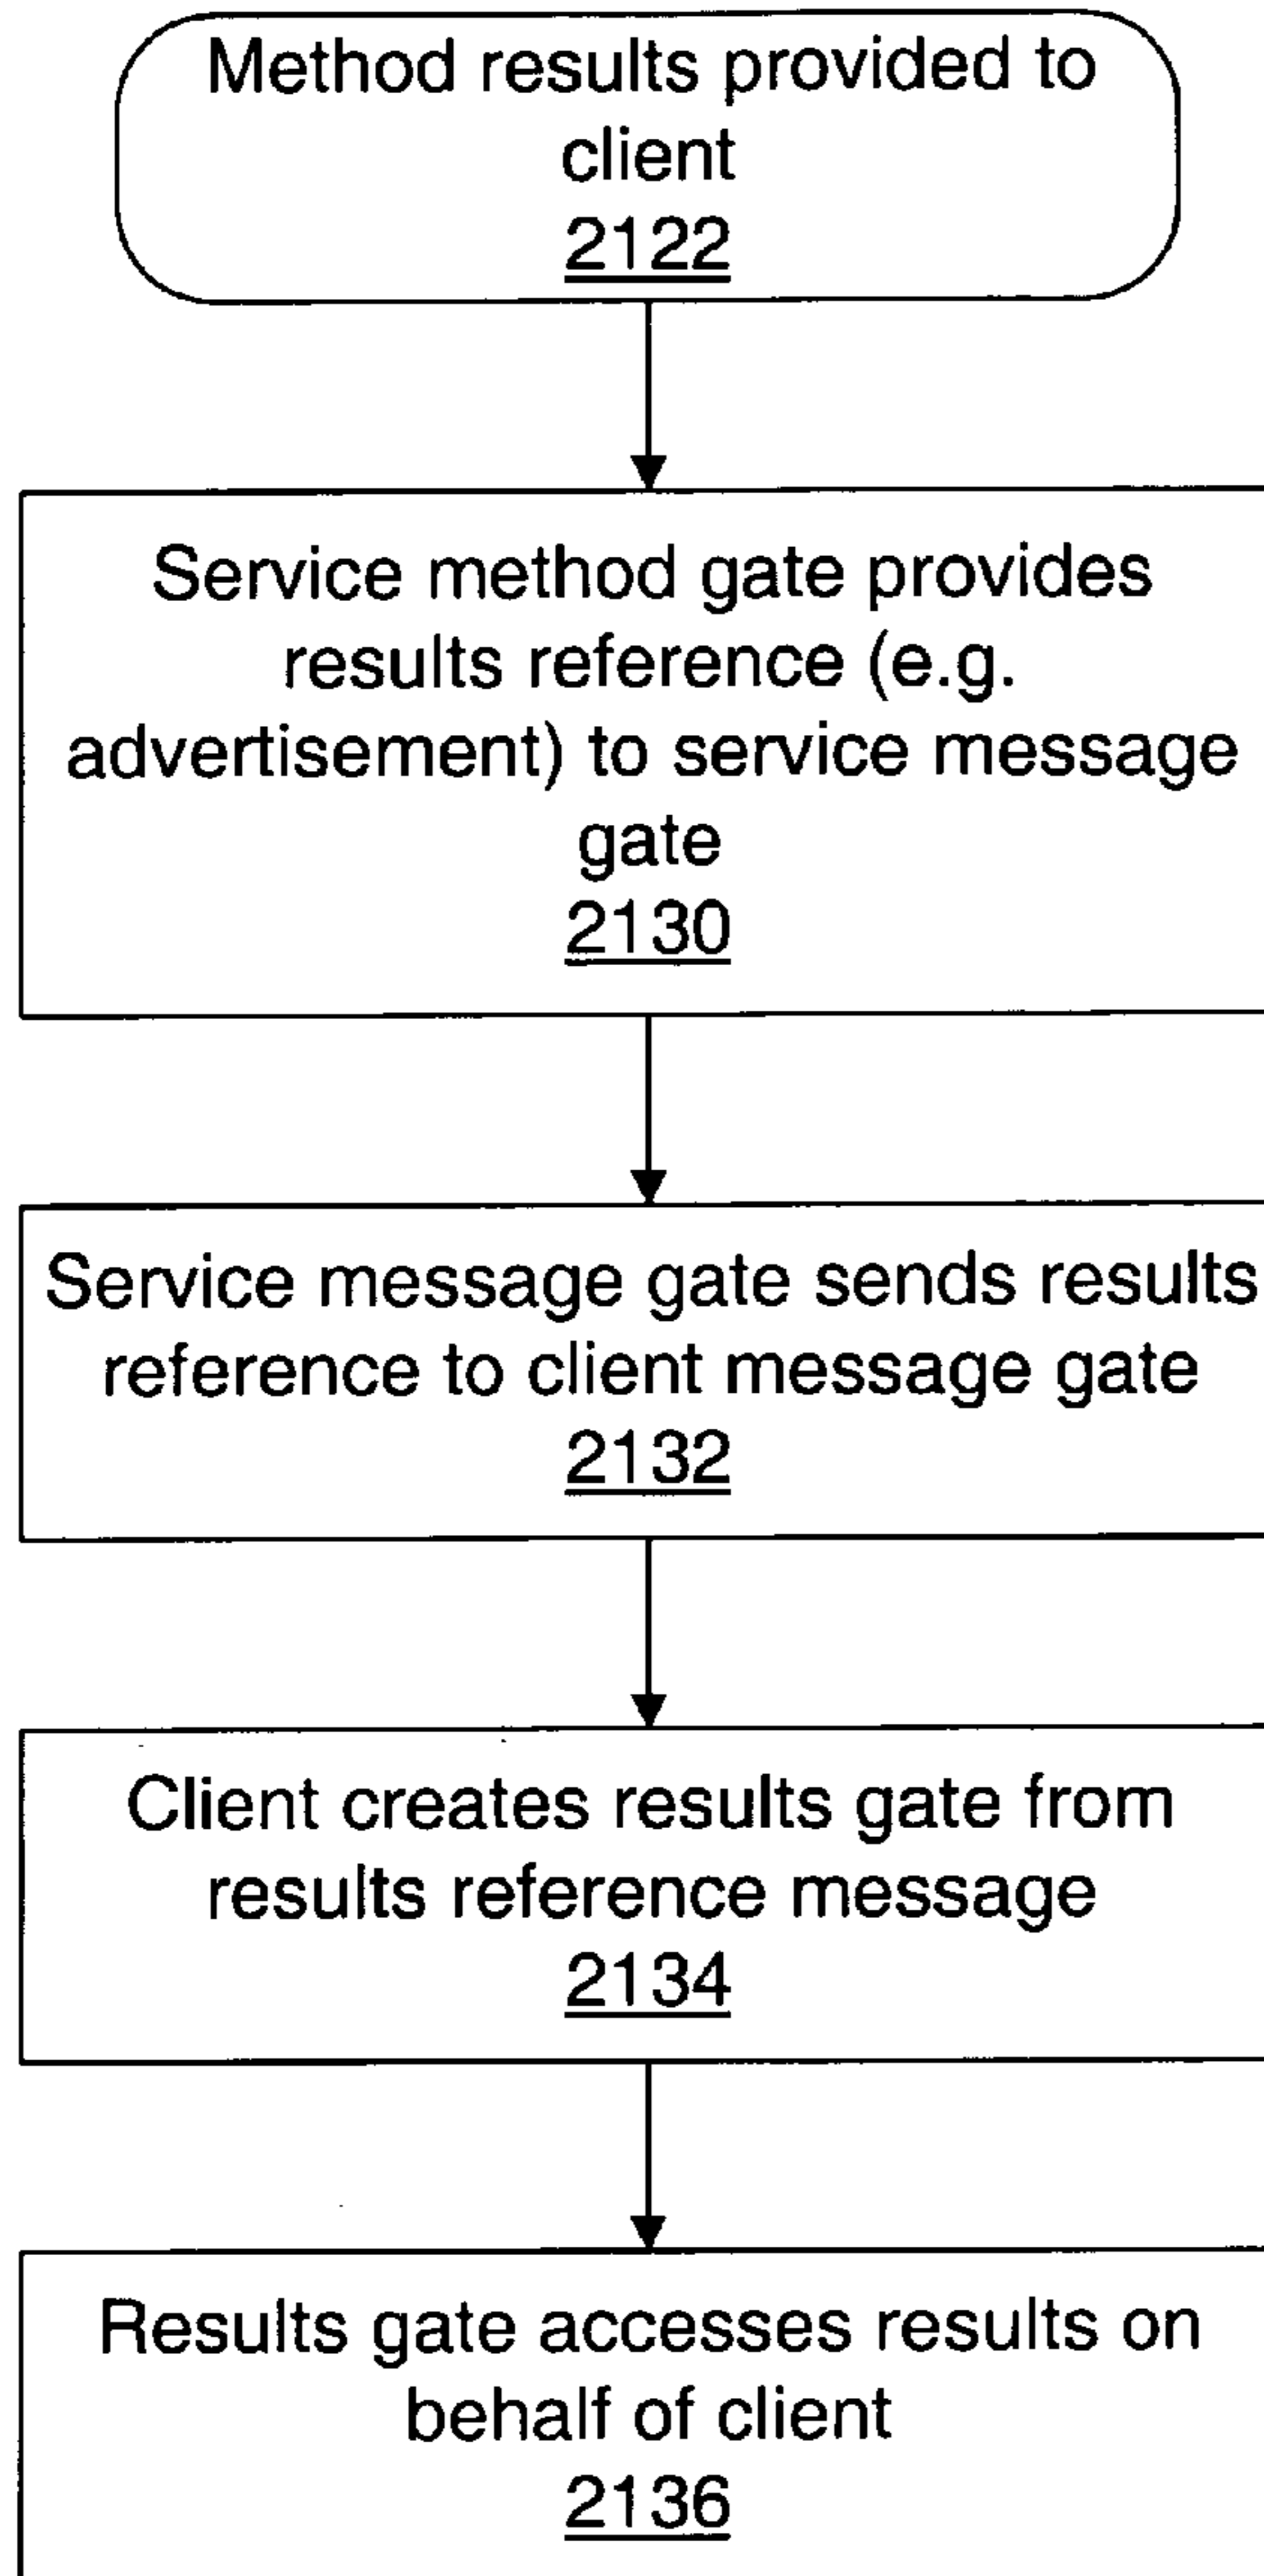 Method results provided to
client
2122
Service method gate provides
results reference (e.g.
advertisement) to service message
gate
2130
Service message gate sends results
reference to client message gate
2132
Client creates results gate from
results reference message
2134
Results gate accesses results on
behalf of client
2136